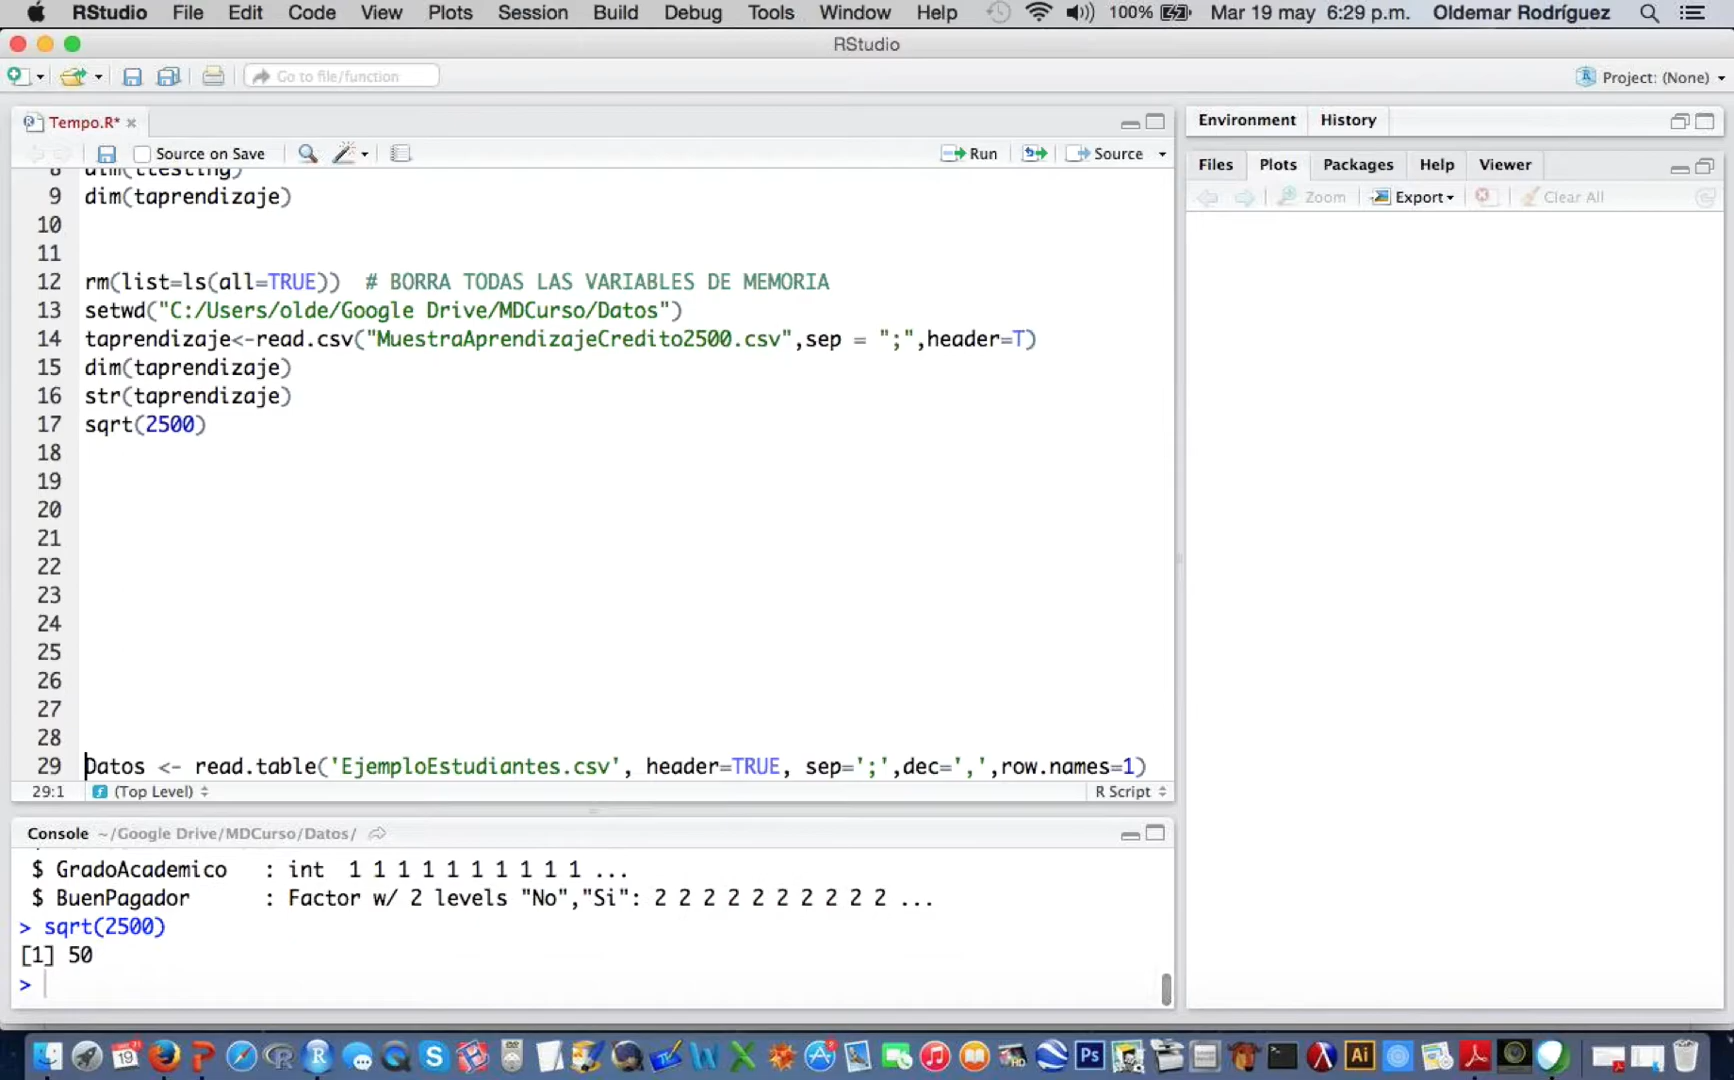 RStudio File Edit Code View Plots Session Build Debug Tools Window Help 100% Mar 19 may 6:29 p.m. Oldemar Rodríguez
RStudio
Go to file/function Project: (None)
Tempo.R*
Source on Save Run Source
8 dim(ttesting)
9 dim(taprendizaje)
10
11
12 rm(list=ls(all=TRUE)) # BORRA TODAS LAS VARIABLES DE MEMORIA
13 setwd("C:/Users/olde/Google Drive/MDCurso/Datos")
14 taprendizaje<-read.csv("MuestraAprendizajeCredito2500.csv",sep = ";",header=T)
15 dim(taprendizaje)
16 str(taprendizaje)
17 sqrt(2500)
18
19
20
21
22
23
24
25
26
27
28
29 Datos <- read.table('EjemploEstudiantes.csv', header=TRUE, sep=';',dec=',',row.names=1)
29:1 (Top Level) R Script
Console ~/Google Drive/MDCurso/Datos/
$ GradoAcademico : int 1 1 1 1 1 1 1 1 1 1 ...
$ BuenPagador : Factor w/ 2 levels "No","Si": 2 2 2 2 2 2 2 2 2 2 ...
> sqrt(2500)
[1] 50
>
Environment History
Files Plots Packages Help Viewer
Zoom Export Clear All
19
Ps
Ai